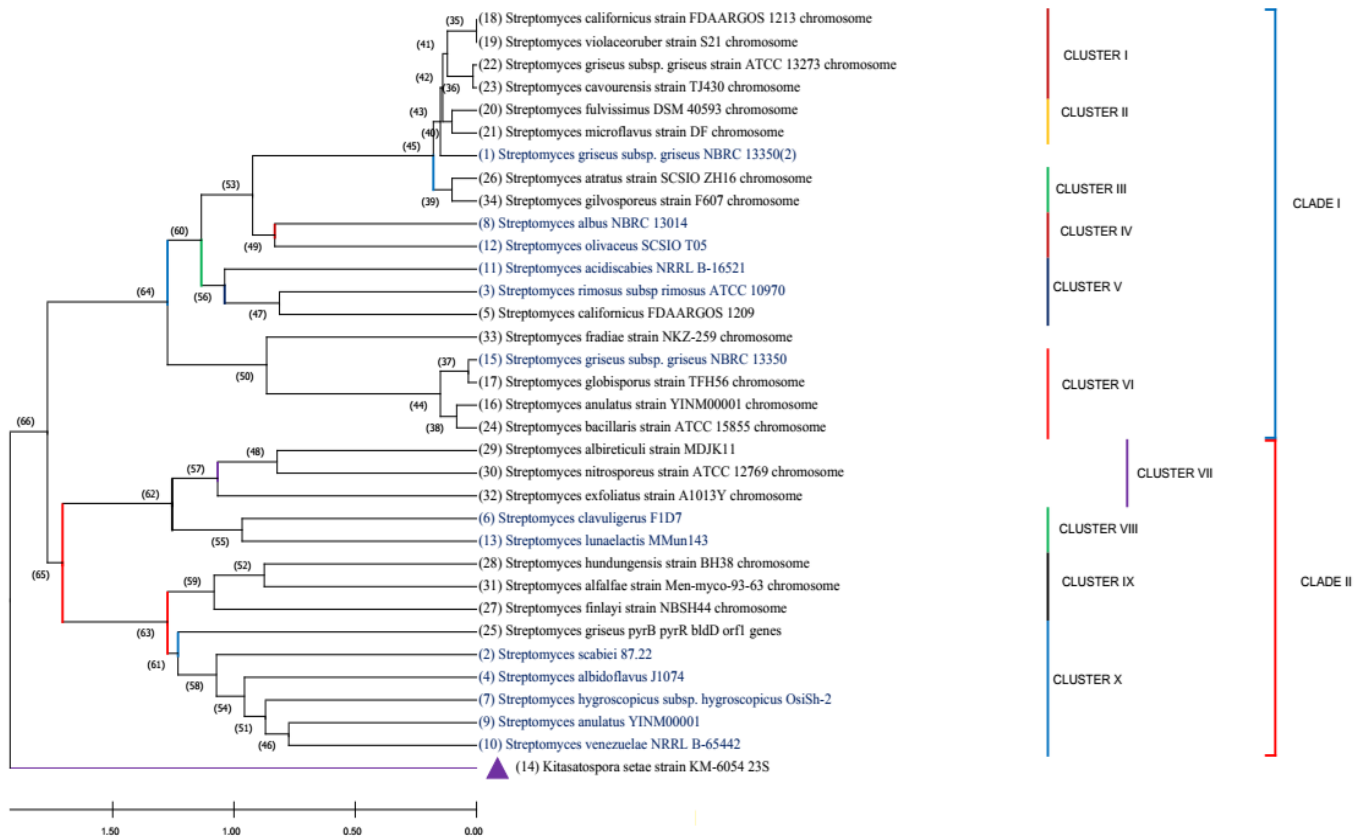 (35)
(18) Streptomyces californicus strain FDAARGOS 1213 chromosome
(19) Streptomyces violaceoruber strain S21 chromosome
CLUSTER I
(41)
(22) Streptomyces griseus subsp. griseus strain ATCC 13273 chromosome
(42)
(36)
(23) Streptomyces cavourensis strain TJ430 chromosome
(43)
(20) Streptomyces fulvissimus DSM 40593 chromosome
CLUSTER II
(40)
(21) Streptomyces microflavus strain DF chromosome
(45)
(1) Streptomyces griseus subsp. griseus NBRC 13350(2)
(53)
(26) Streptomyces atratus strain SCSIO ZH16 chromosome
CLUSTER III
(39)
(34) Streptomyces gilvosporeus strain F607 chromosome
CLADE I
(60)
(8) Streptomyces albus NBRC 13014
CLUSTER IV
(49)
(12) Streptomyces olivaceus SCSIO T05
(11) Streptomyces acidiscabies NRRL B-16521
(64)
(56)
(3) Streptomyces rimosus subsp rimosus ATCC 10970
CLUSTER V
(47)
(5) Streptomyces californicus FDAARGOS 1209
(33) Streptomyces fradiae strain NKZ-259 chromosome
(37)
(15) Streptomyces griseus subsp. griseus NBRC 13350
(50)
(17) Streptomyces globisporus strain TFH56 chromosome
CLUSTER VI
(44)
(16) Streptomyces anulatus strain YINM00001 chromosome
(66)
(38)
(24) Streptomyces bacillaris strain ATCC 15855 chromosome
(48)
(29) Streptomyces albireticuli strain MDJK11
(57)
(30) Streptomyces nitrosporeus strain ATCC 12769 chromosome
CLUSTER VII
(62)
(32) Streptomyces exfoliatus strain A1013Y chromosome
(6) Streptomyces clavuligerus F1D7
CLUSTER VIII
(55)
(13) Streptomyces lunaelactis MMun143
(65)
(52)
(28) Streptomyces hundungensis strain BH38 chromosome
(59)
(31) Streptomyces alfalfae strain Men-myco-93-63 chromosome
CLUSTER IX
CLADE II
(27) Streptomyces finlayi strain NBSH44 chromosome
(63)
(25) Streptomyces griseus pyrB pyrR bldD orf1 genes
(61)
(2) Streptomyces scabiei 87.22
(58)
(4) Streptomyces albidoflavus J1074
CLUSTER X
(54)
(7) Streptomyces hygroscopicus subsp. hygroscopicus OsiSh-2
(51)
(9) Streptomyces anulatus YINM00001
(46)
(10) Streptomyces venezuelae NRRL B-65442
(14) Kitasatospora setae strain KM-6054 23S
1.50 1.00 0.50 0.00